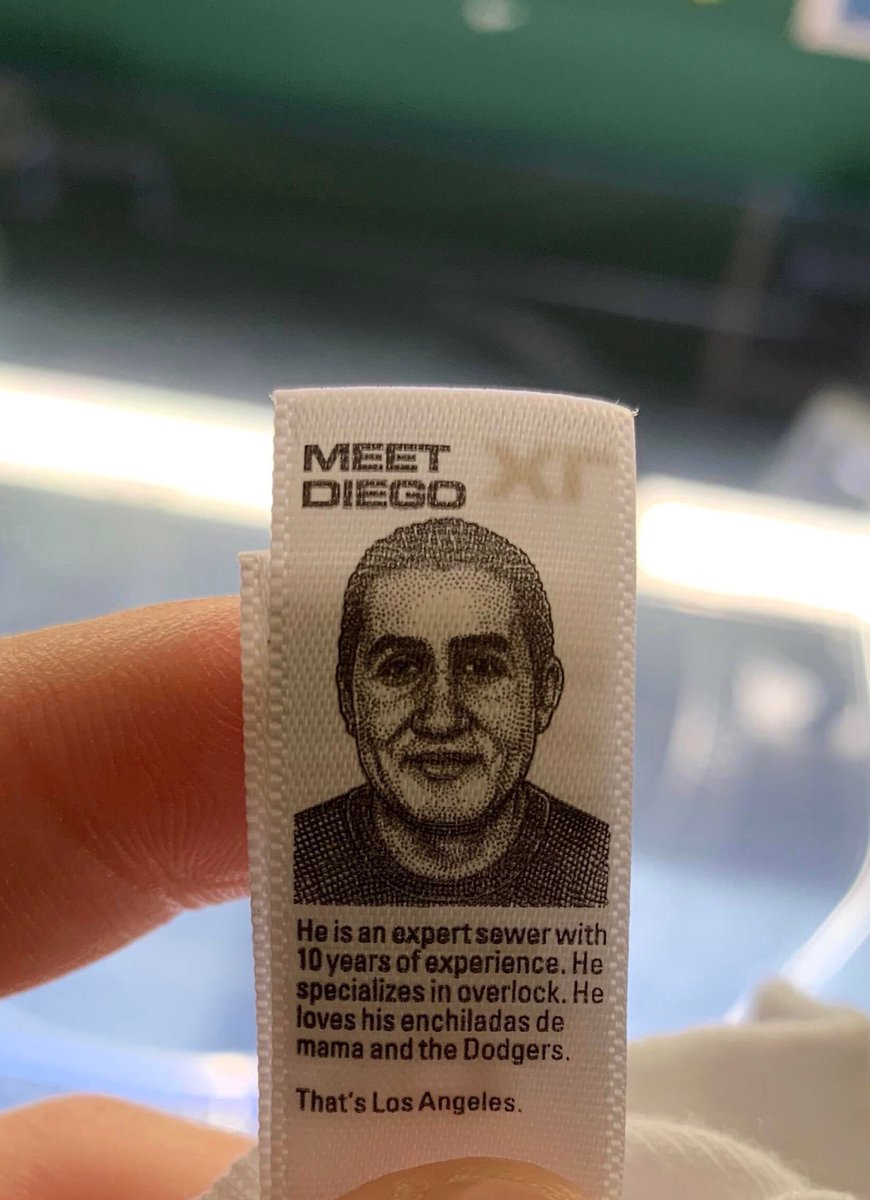 MEET
DIEGO
He is an expert sewer with
10 years of experience. He
specializes in overlock. He
loves his enchiladas de
mama and the Dodgers.
That's Los Angeles.